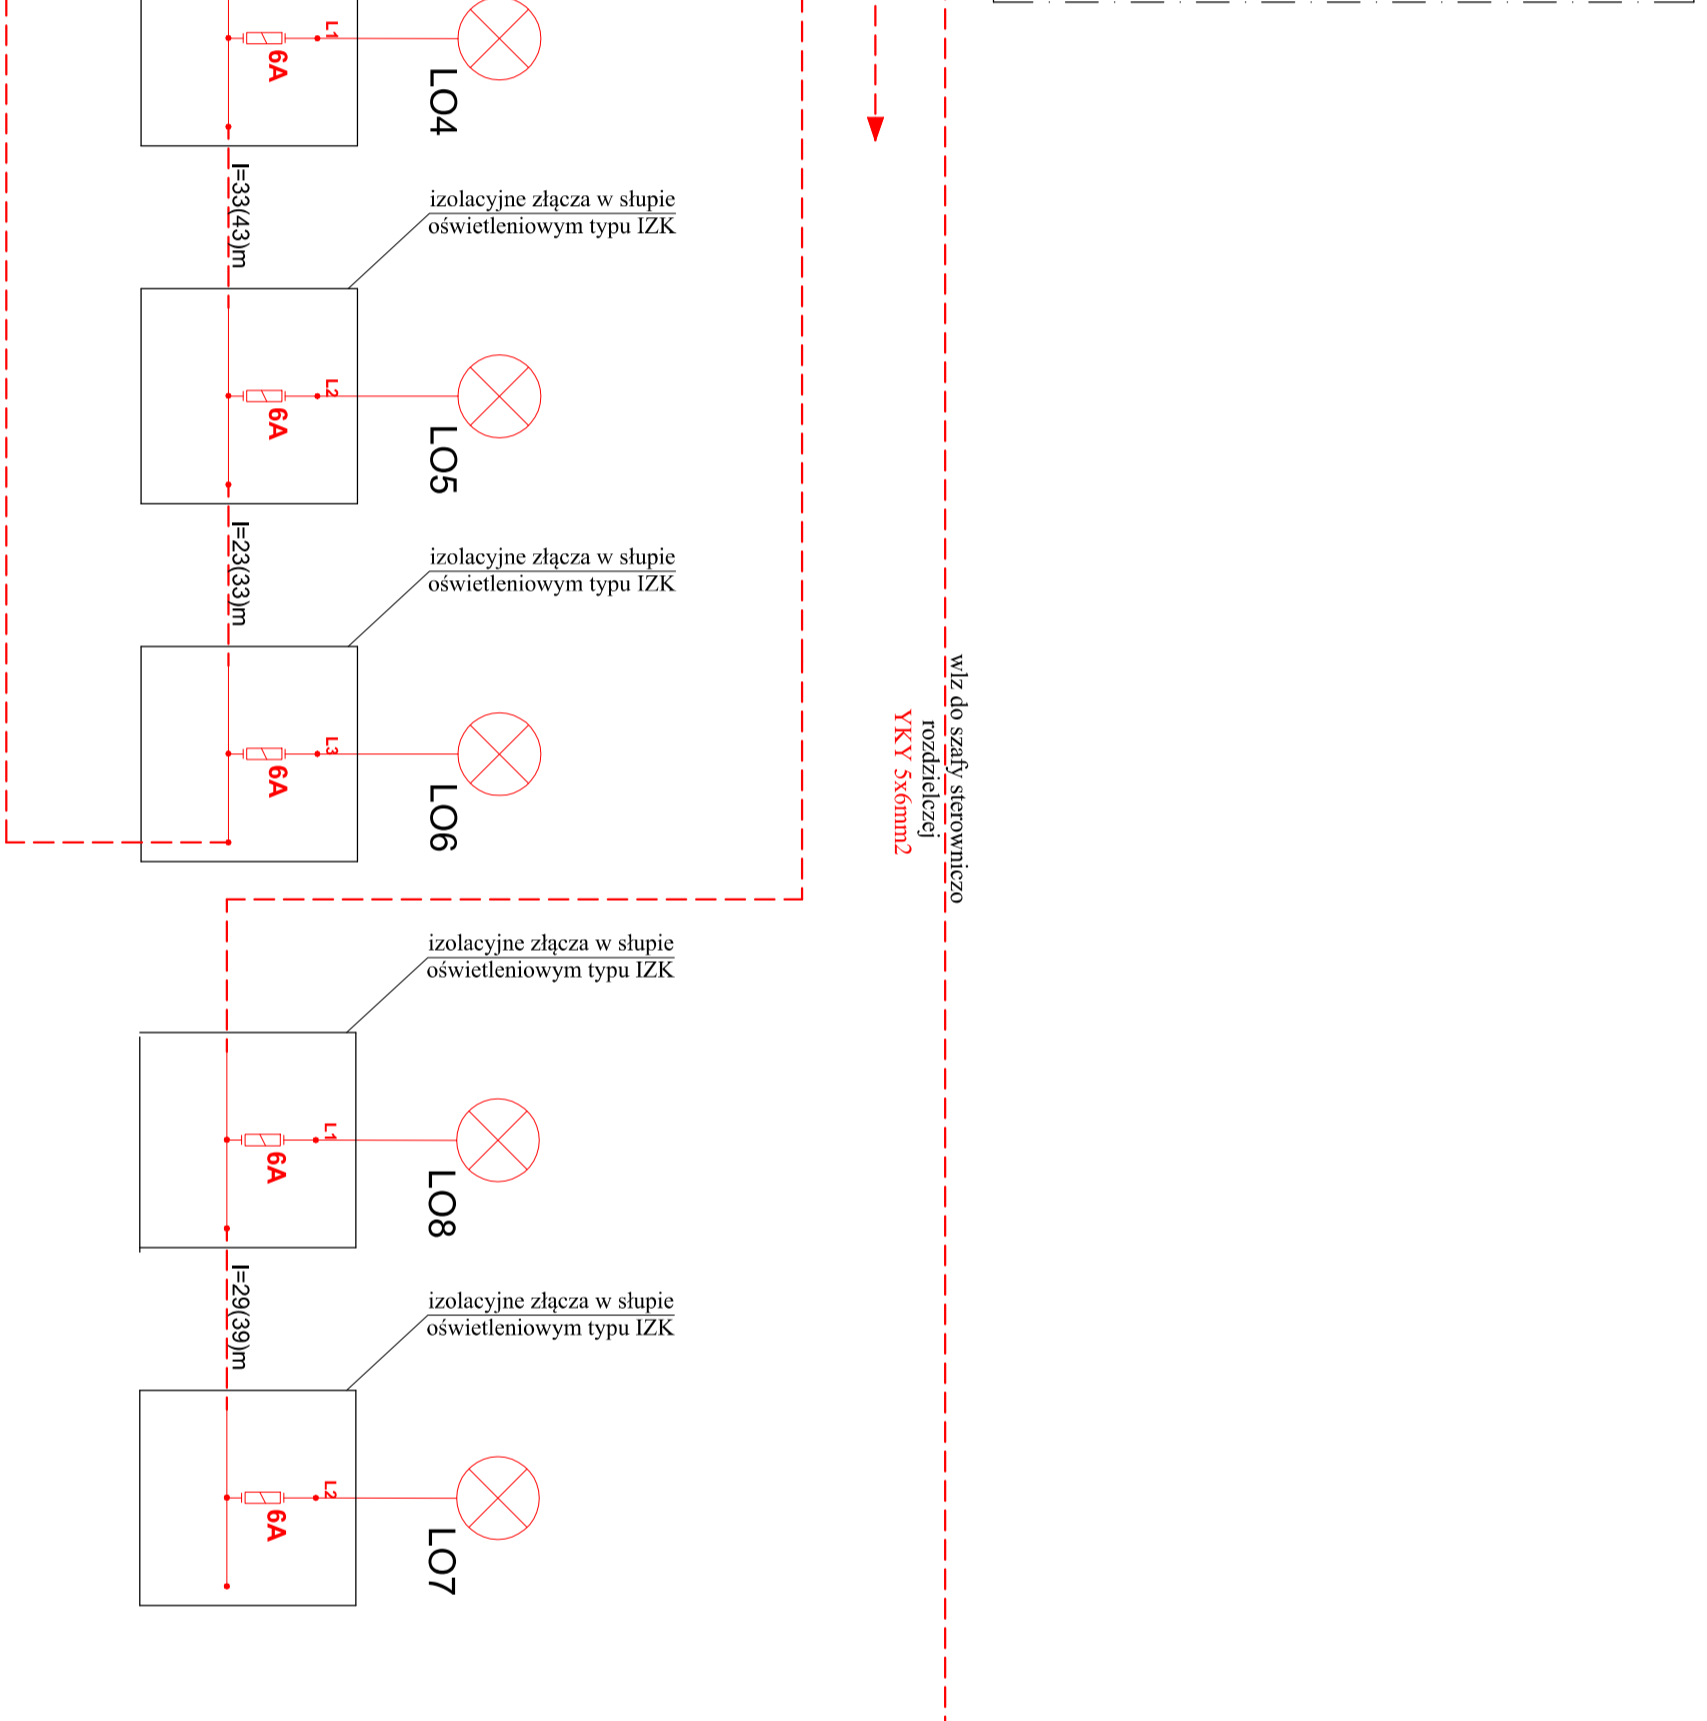 L1
6A
LO4
l=33(43)m
izolacyjne złącza w słupie
oświetleniowym typu IZK
L2
6A
LO5
l=23(33)m
izolacyjne złącza w słupie
oświetleniowym typu IZK
L3
6A
LO6
wlz do szafy sterowniczo
rozdzielczej
YKY 5x6mm2
izolacyjne złącza w słupie
oświetleniowym typu IZK
L1
6A
LO8
l=29(39)m
izolacyjne złącza w słupie
oświetleniowym typu IZK
L2
6A
LO7